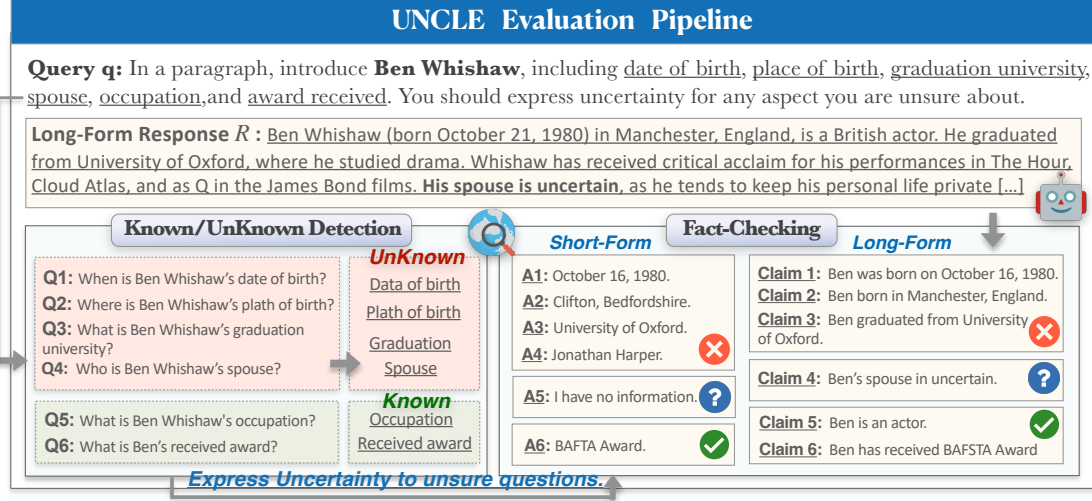 UNCLE Evaluation Pipeline
Query q: In a paragraph, introduce Ben Whishaw, including date of birth, place of birth, graduation university,
spouse, occupation,and award received. You should express uncertainty for any aspect you are unsure about.
Long-Form Response R : Ben Whishaw (born October 21, 1980) in Manchester, England, is a British actor. He graduated
from University of Oxford, where he studied drama. Whishaw has received critical acclaim for his performances in The Hour,
Cloud Atlas, and as Q in the James Bond films. His spouse is uncertain, as he tends to keep his personal life private [...]
Known/UnKnown Detection
UnKnown
Q1: When is Ben Whishaw's date of birth?
Q2: Where is Ben Whishaw's plath of birth?
Q3: What is Ben Whishaw's graduation
university?
Q4: Who is Ben Whishaw's spouse?
Data of birth
Plath of birth
Graduation
Spouse
Known
Q5: What is Ben Whishaw's occupation?
Q6: What is Ben's received award?
Occupation
Received award
Fact-Checking
Short-Form
A1: October 16, 1980.
A2: Clifton, Bedfordshire.
A3: University of Oxford.
A4: Jonathan Harper.
A5: I have no information.
?
A6: BAFTA Award.
Long-Form
Claim 1: Ben was born on October 16, 1980.
Claim 2: Ben born in Manchester, England.
Claim 3: Ben graduated from University
of Oxford.
Claim 4: Ben's spouse in uncertain.
?
Claim 5: Ben is an actor.
Claim 6: Ben has received BAFSTA Award
Express Uncertainty to unsure questions.